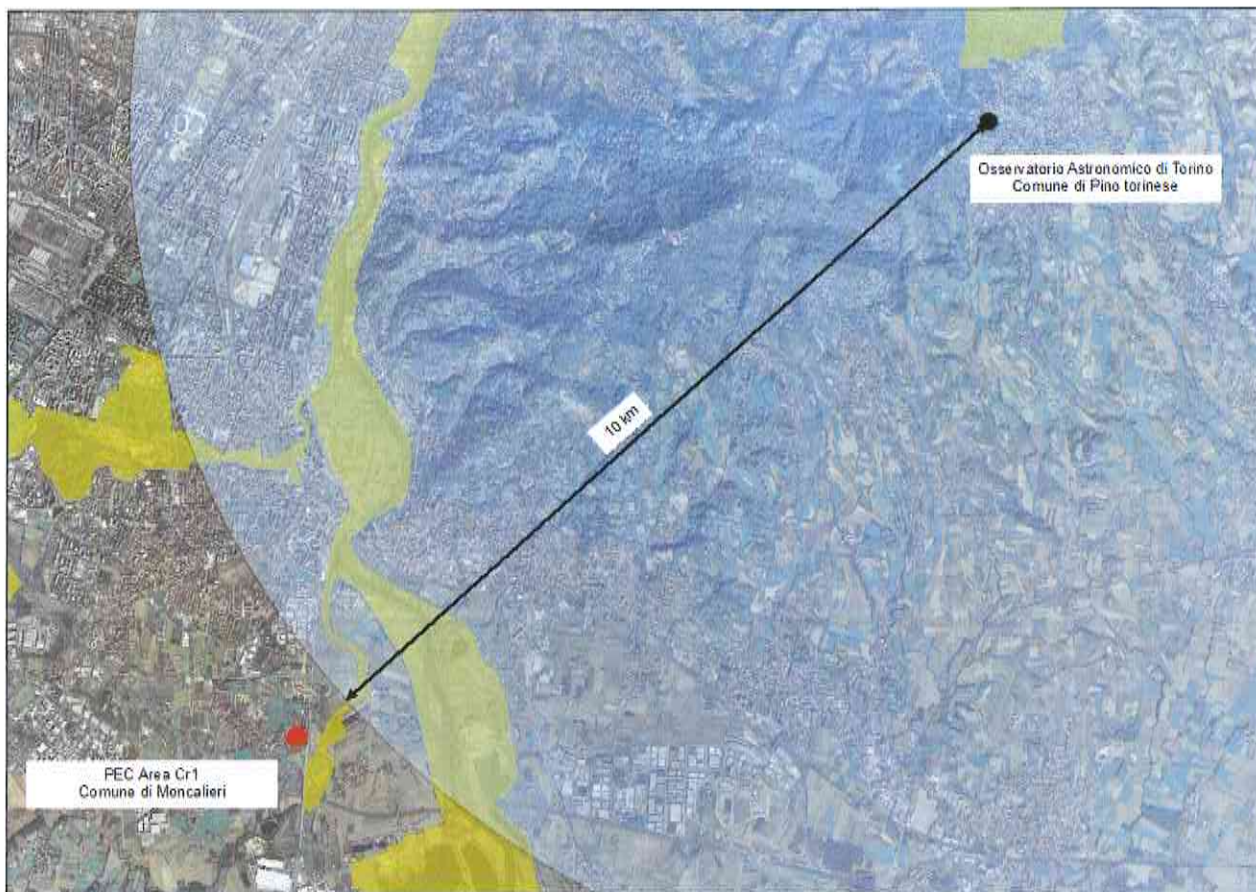 Osservatorio Astronomico di Torino
Comune di Pino torinese
10 km
PEC Area Cr1
Comune di Moncalieri